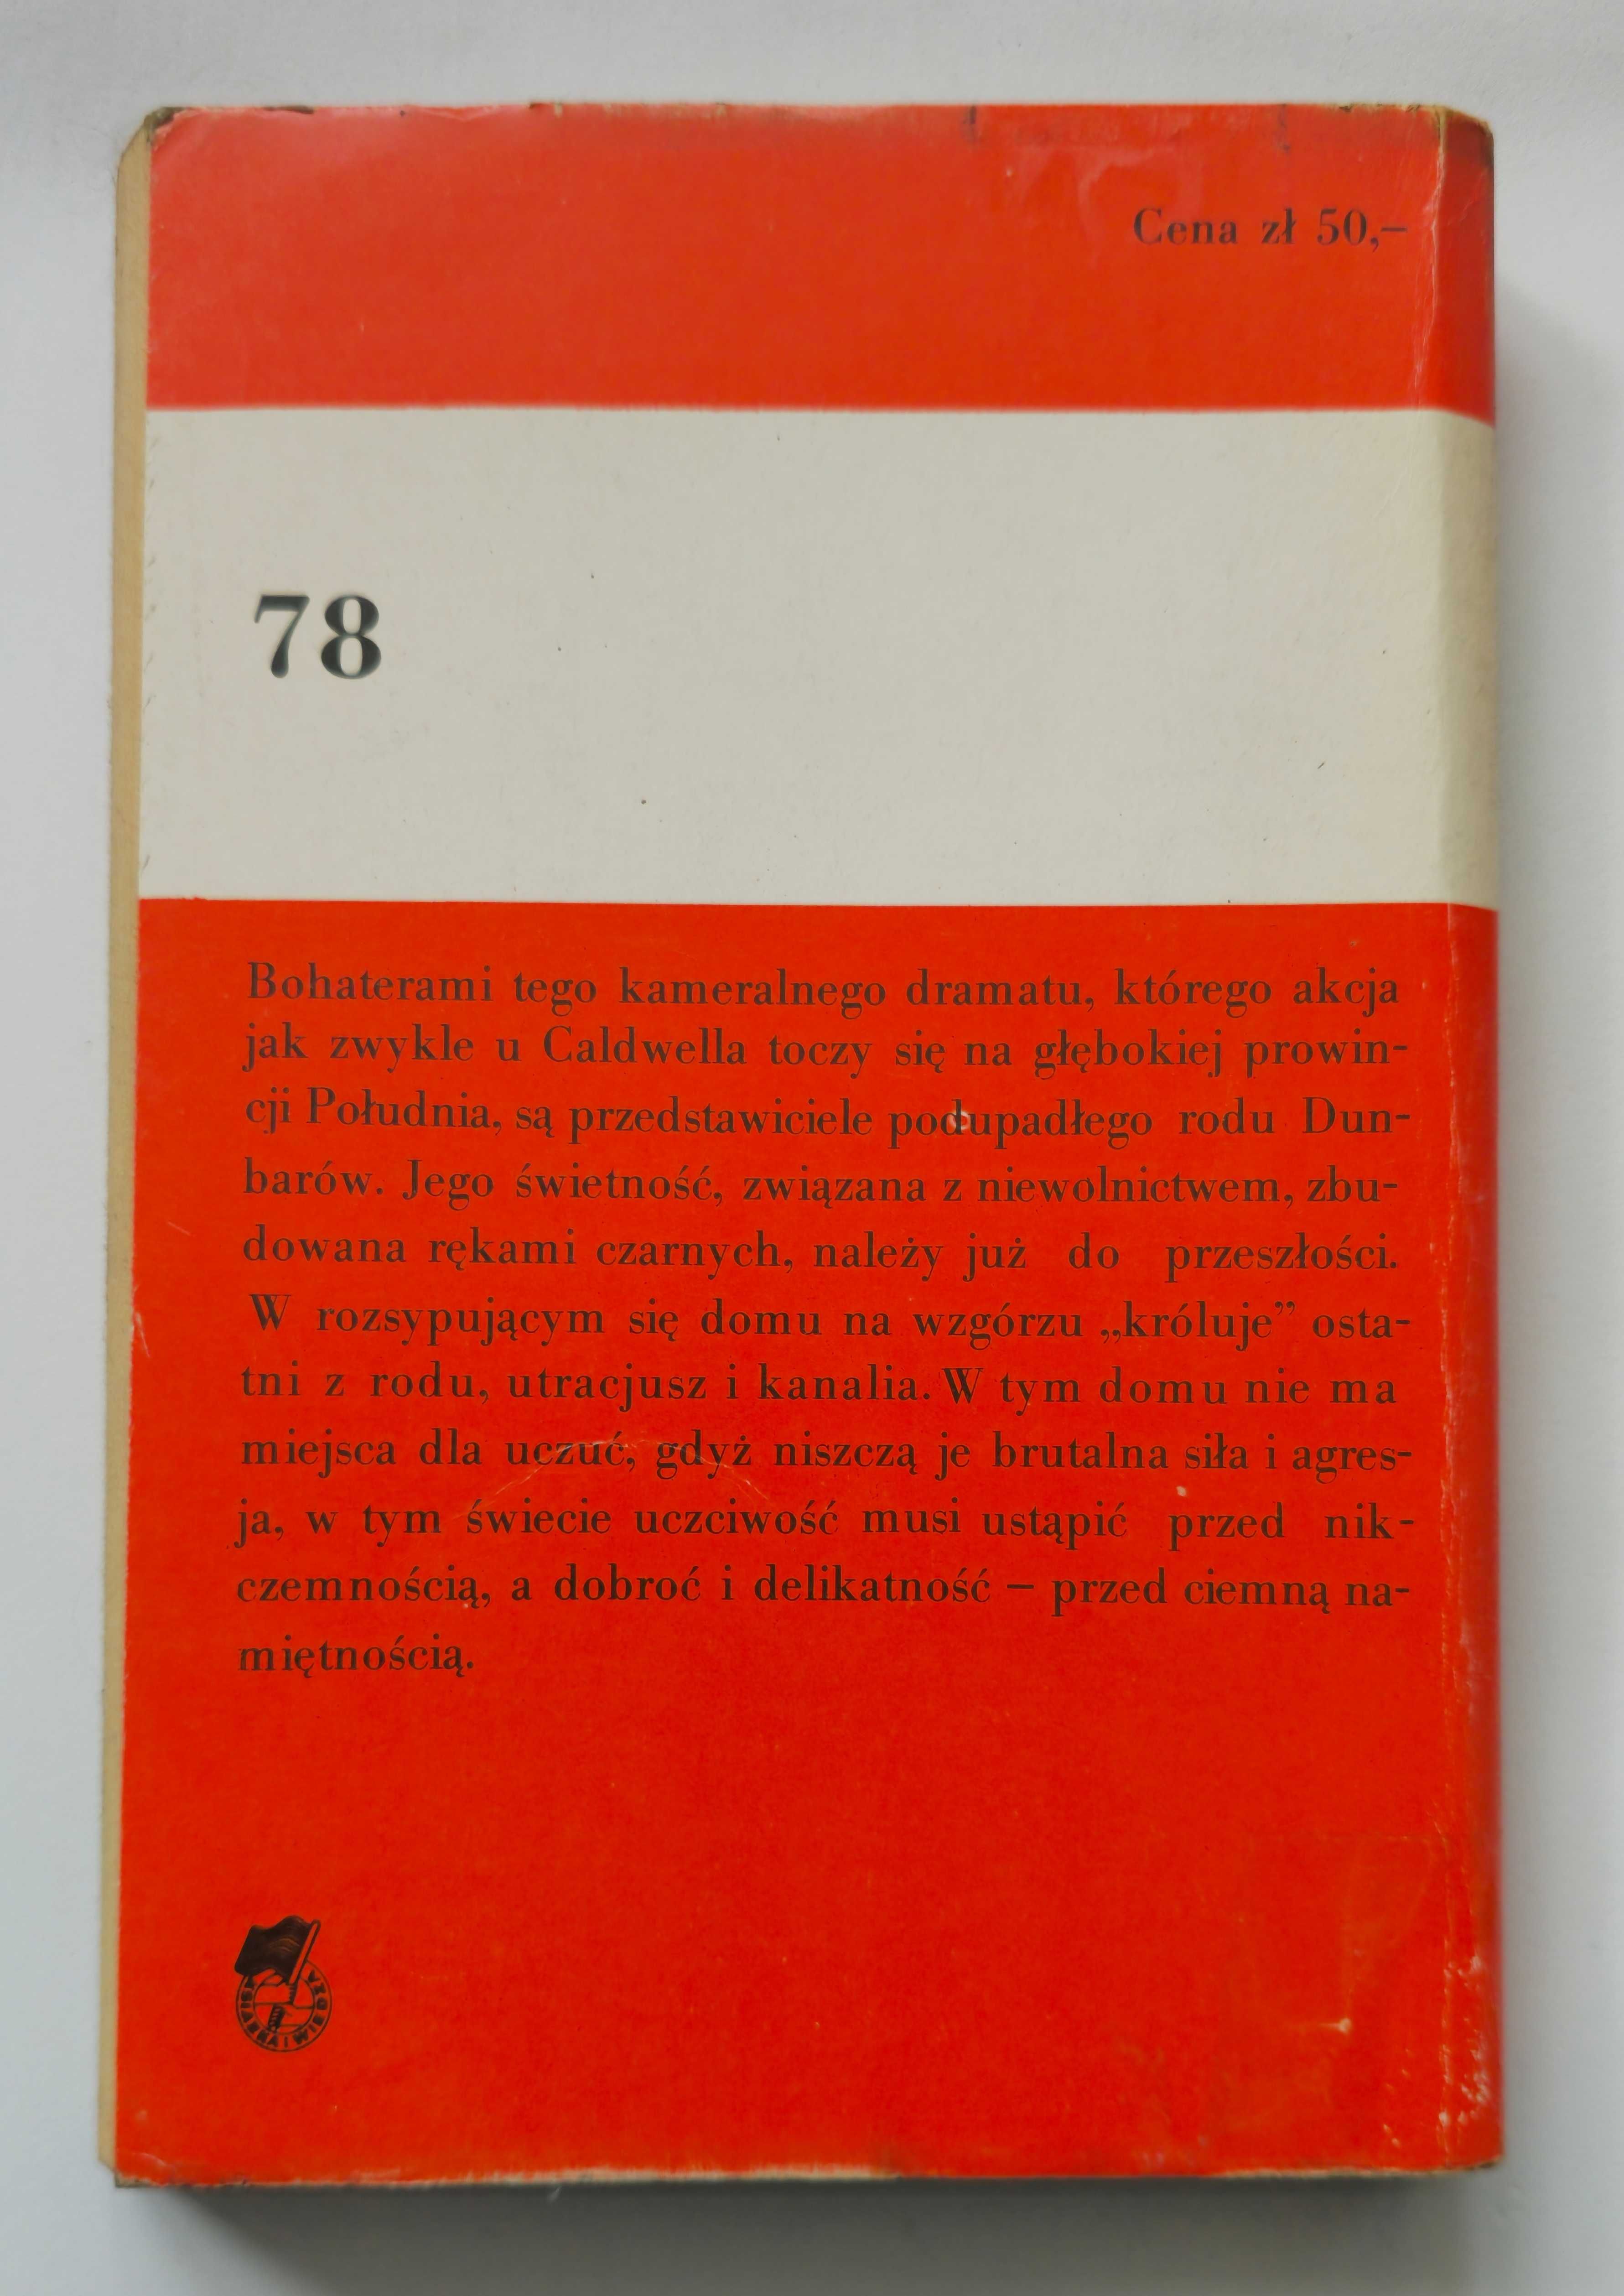 Cena zł 50,–
78
Bohaterami tego kameralnego dramatu, którego akcja
jak zwykle u Caldwella toczy się na głębokiej prowin-
cji Południa, są przedstawiciele podupadłego rodu Dun-
barów. Jego świetność, związana z niewolnictwem, zbu-
dowana rękami czarnych, należy już do przeszłości.
W rozsypującym się domu na wzgórzu „króluje” osta-
tni z rodu, utracjusz i kanalia. W tym domu nie ma
miejsca dla uczuć, gdyż niszczą je brutalna siła i agres-
ja, w tym świecie uczciwość musi ustąpić przed nik-
czemnością, a dobroć i delikatność – przed ciemną na-
miętnością.
KSIĄŻKA I WIEDZA